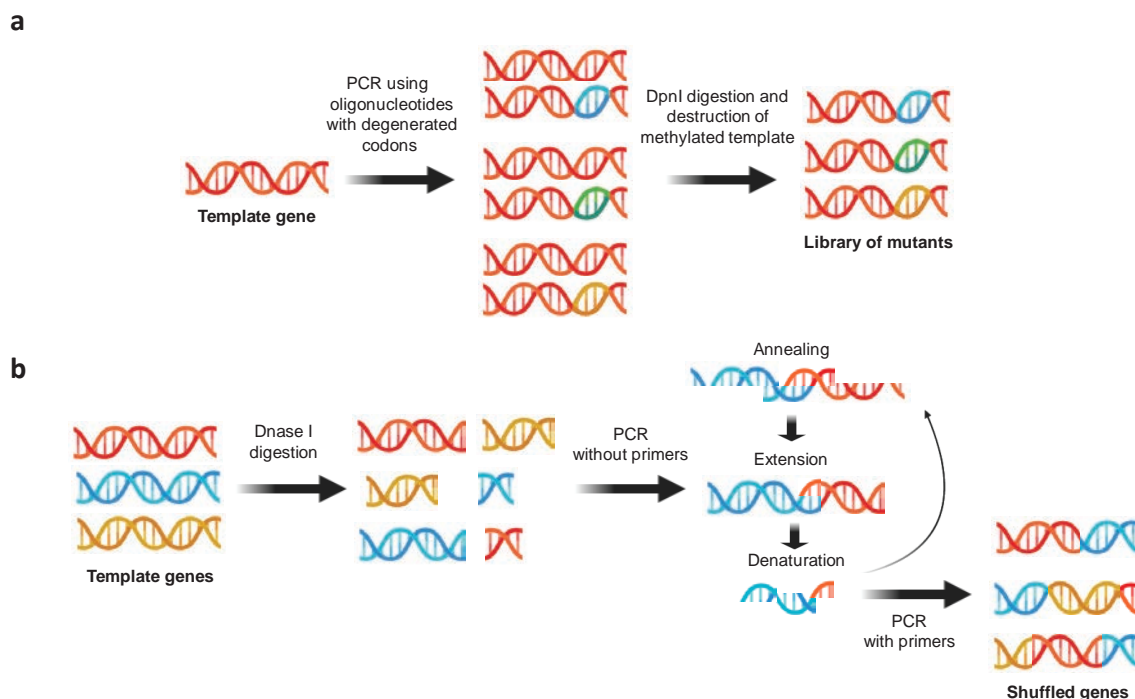 a
PCR using
oligonucleotides
with degenerated
codons
DpnI digestion and
destruction of
methylated template
Template gene
Library of mutants
b
Dnase I
digestion
PCR
without primers
Annealing
Extension
Denaturation
PCR
with primers
Template genes
Shuffled genes